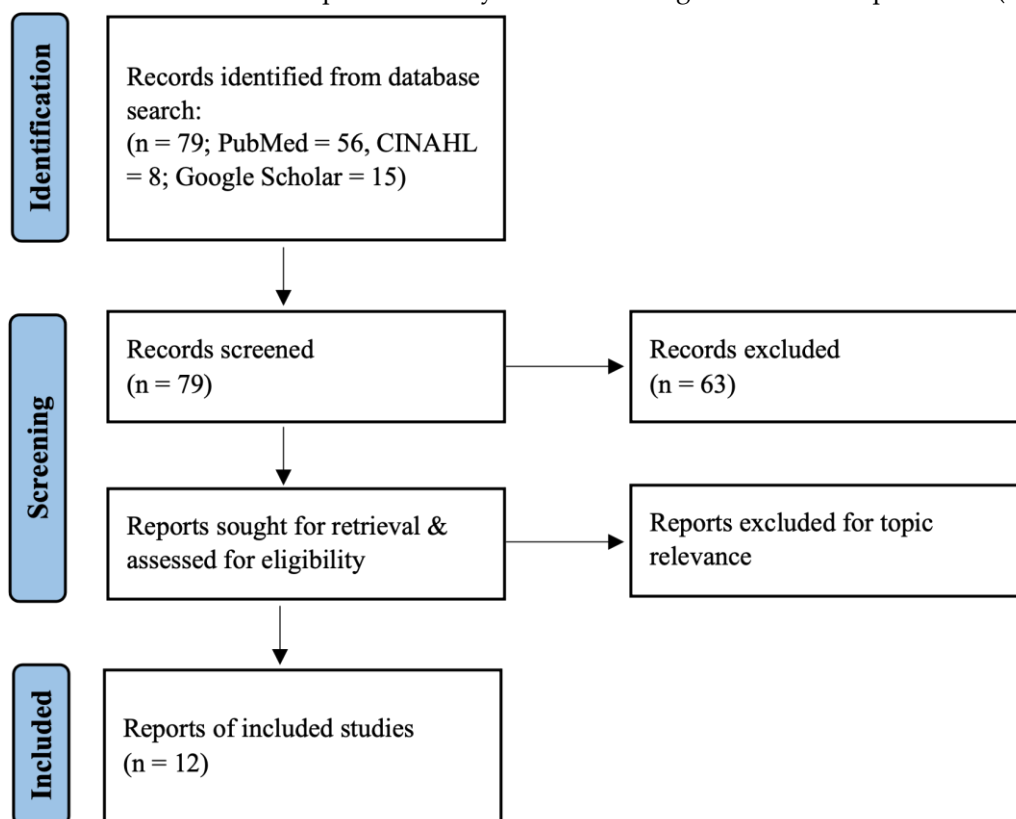 Identification
Records identified from database
search:
(n = 79; PubMed = 56, CINAHL
= 8; Google Scholar = 15)
Screening
Records screened
(n = 79)
Records excluded
(n = 63)
Reports sought for retrieval &
assessed for eligibility
Reports excluded for topic
relevance
Included
Reports of included studies
(n = 12)